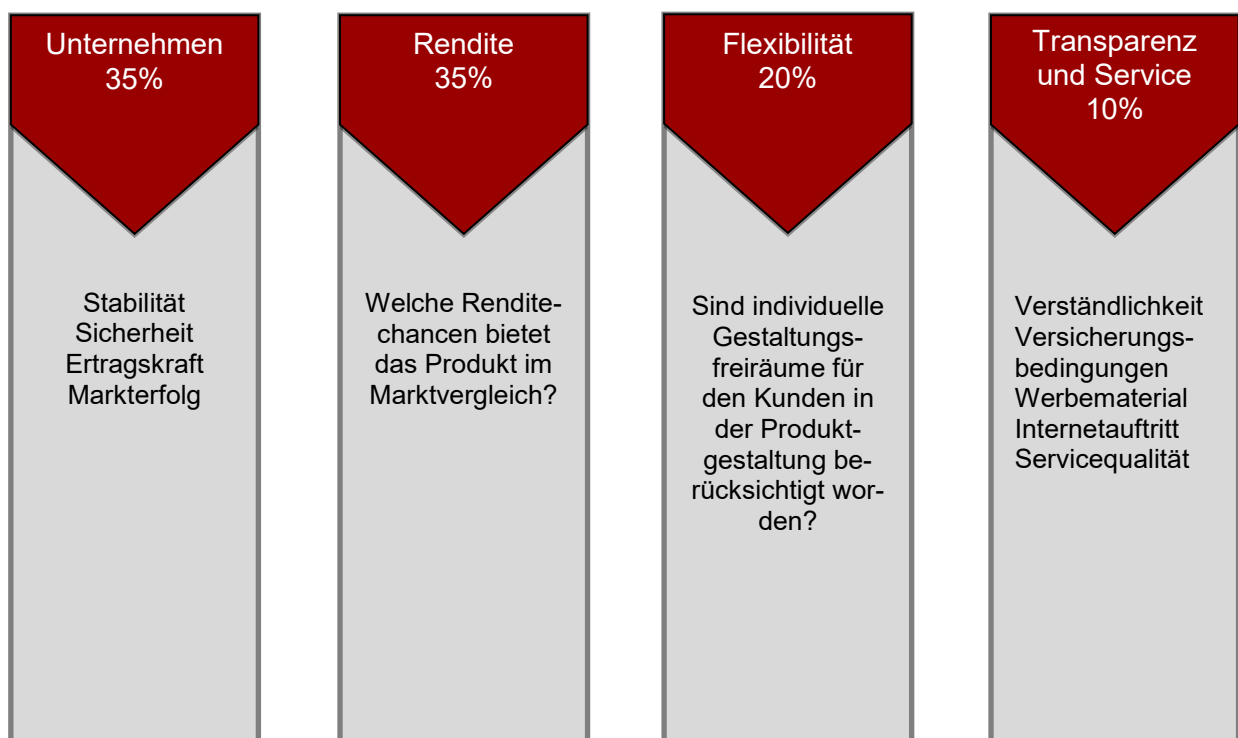 Unternehmen
35%
Stabilität
Sicherheit
Ertragskraft
Markterfolg
Rendite
35%
Welche Rendite-
chancen bietet
das Produkt im
Marktvergleich?
Flexibilität
20%
Sind individuelle
Gestaltungs-
freiräume für
den Kunden in
der Produkt-
gestaltung be-
rücksichtigt wor-
den?
Transparenz
und Service
10%
Verständlichkeit
Versicherungs-
bedingungen
Werbematerial
Internetauftritt
Servicequalität